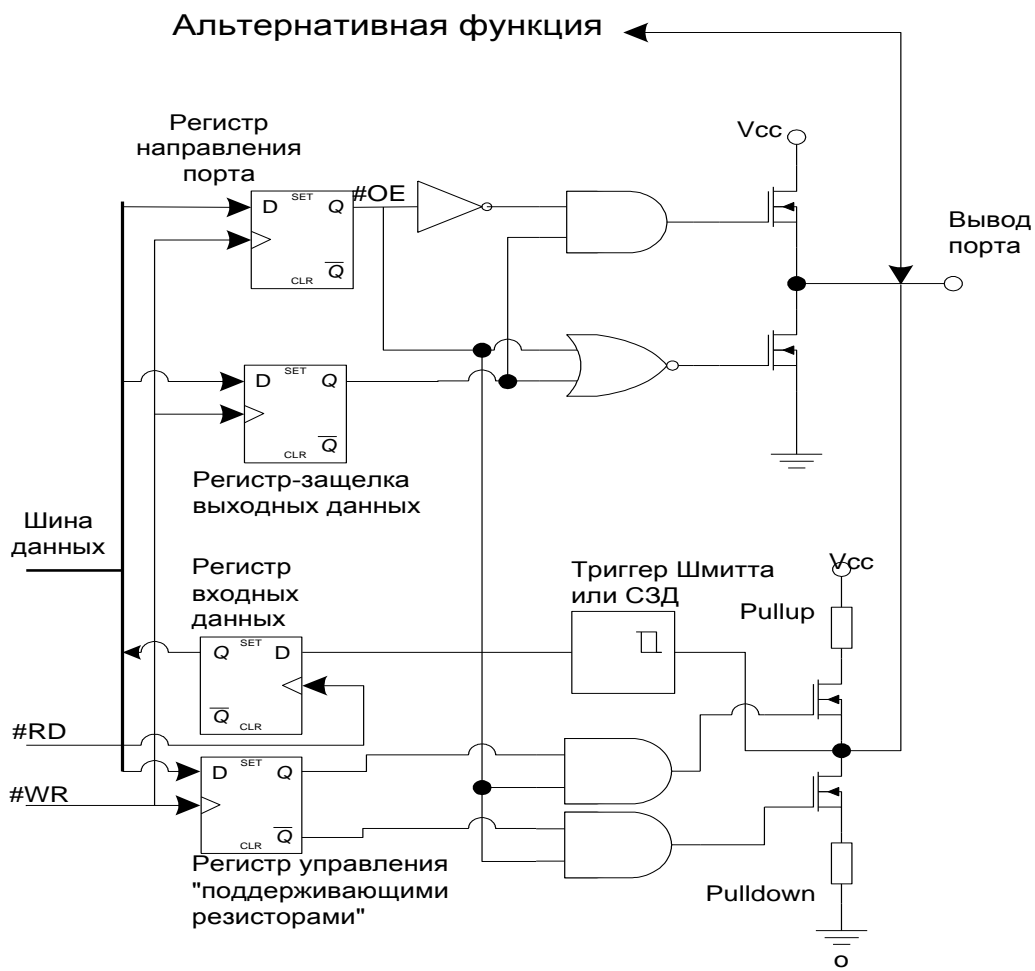 Альтернативная функция
Регистр
направления
порта
Vcc
#OE
SET
D
Q
Q
CLR
Вывод
порта
SET
D
Q
Q
CLR
Регистр-защелка
выходных данных
Шина
данных
Регистр
входных
данных
Триггер Шмитта
или СЗД
Vcc
Pullup
SET
Q
D
Q
CLR
#RD
#WR
SET
D
Q
Q
CLR
Регистр управления
"поддерживающими
резисторами"
Pulldown
o